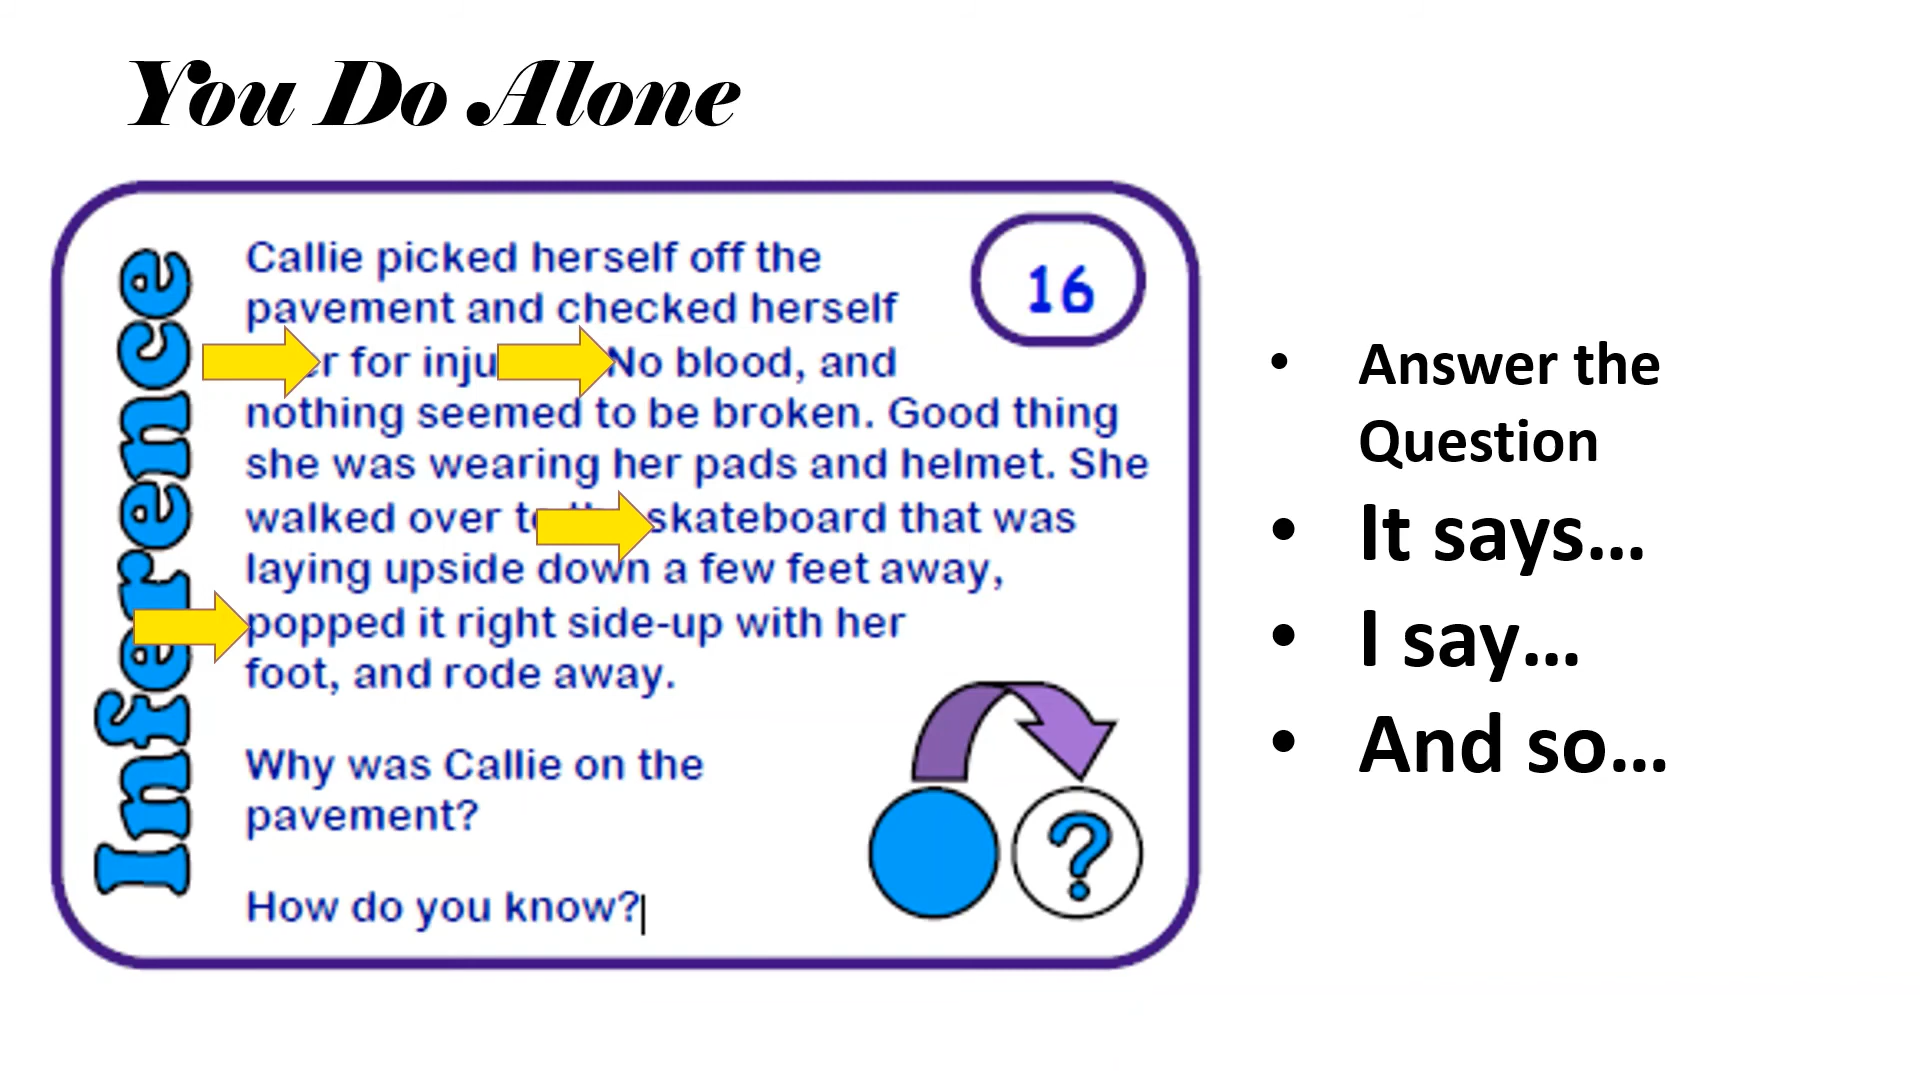 You Do Alone
Inference
Callie picked herself off the
pavement and checked herself
for No blood, and
nothing seemed to be broken. Good thing
she was wearing her pads and helmet. She
walked over skateboard that was
laying upside down a few feet away,
popped it right side-up with her
foot, and rode away.
Why was Callie on the
pavement?
How do you know?
16
?
• Answer the
Question
• It says...
• I say...
• And so...